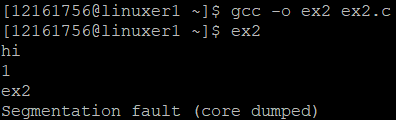 [12161756@linuxer1 ~]$ gcc -o ex2 ex2.c
[12161756@linuxer1 ~]$ ex2
hi
1
ex2
Segmentation fault (core dumped)